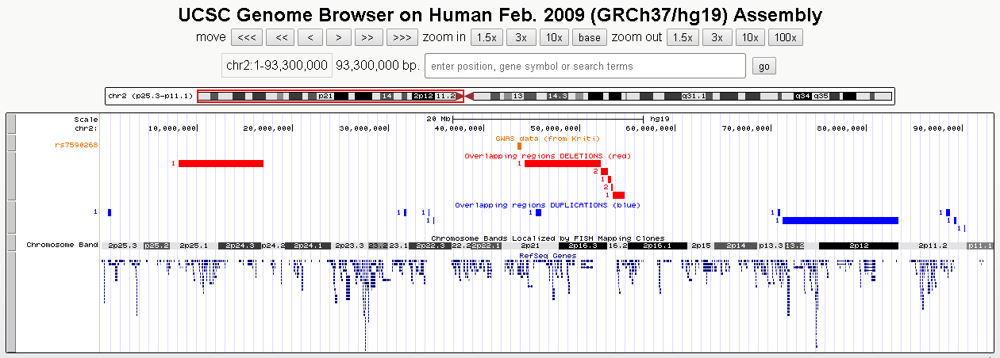 UCSC Genome Browser on Human Feb. 2009 (GRCh37/hg19) Assembly
move <<< << < > >> >>> zoom in 1.5x 3x 10x base zoom out 1.5x 3x 10x 100x
chr2:1-93,300,000 93,300,000 bp. enter position, gene symbol or search terms go
chr2 (p25.3-p11.1) p21 14 2p12 11.2 13 14.3 q31.1 q34 q35
Scale 20 Mb hg19
chr2: 10,000,000 20,000,000 30,000,000 40,000,000 50,000,000 60,000,000 70,000,000 80,000,000 90,000,000
GWAS data (from Kriti)
rs7590268
Overlapping regions DELETIONS (red)
1 1
2
1
2
1
Overlapping regions DUPLICATIONS (blue)
1 1 1 1 1 1
1 1 1
1
Chromosome Bands Localized by FISH Mapping Clones
Chromosome Band 2p25.3 p25.2 2p25.1 2p24.3 p24.2 2p24.1 2p23.3 23.2 23.1 2p22.3 22.2 2p22.1 2p21 2p16.3 16.2 2p16.1 2p15 2p14 p13.3 13.2 2p12 2p11.2 p11.1
RefSeq Genes